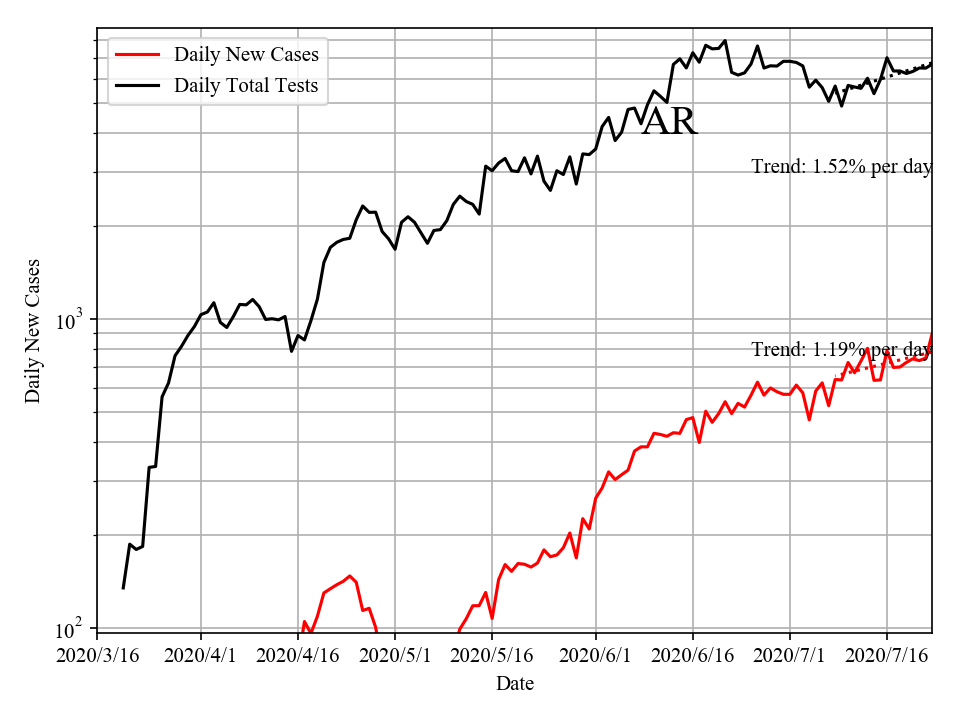 Daily New Cases
Daily Total Tests
AR
Trend: 1.52% per day
Trend: 1.19% per day
Daily New Cases
10³
10²
2020/3/16 2020/4/1 2020/4/16 2020/5/1 2020/5/16 2020/6/1 2020/6/16 2020/7/1 2020/7/16
Date